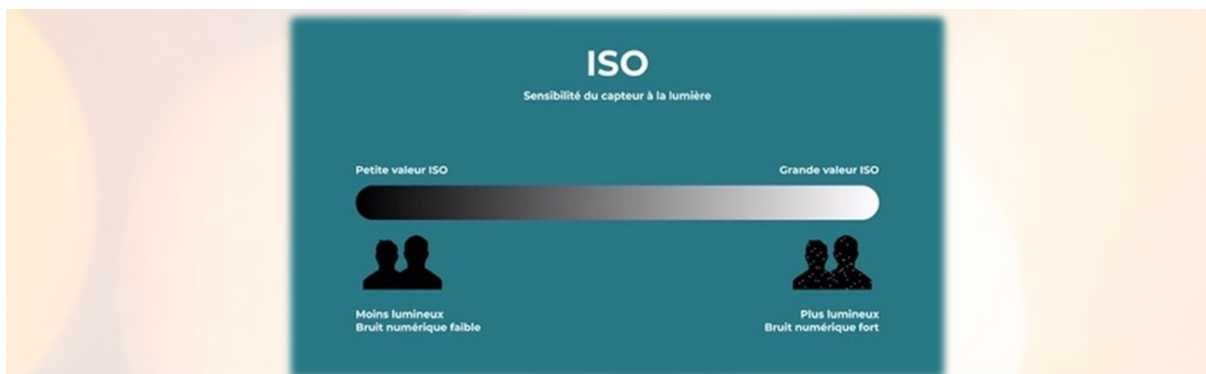 ISO
Sensibilité du capteur à la lumière
Petite valeur ISO
Grande valeur ISO
Moins lumineux
Bruit numérique faible
Plus lumineux
Bruit numérique fort